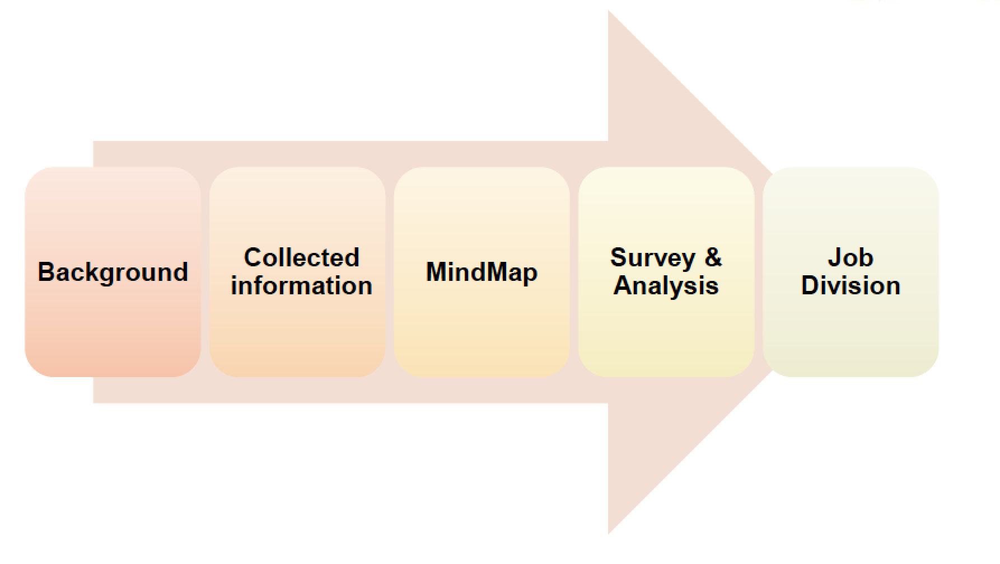 Background
Collected
information
MindMap
Survey &
Analysis
Job
Division